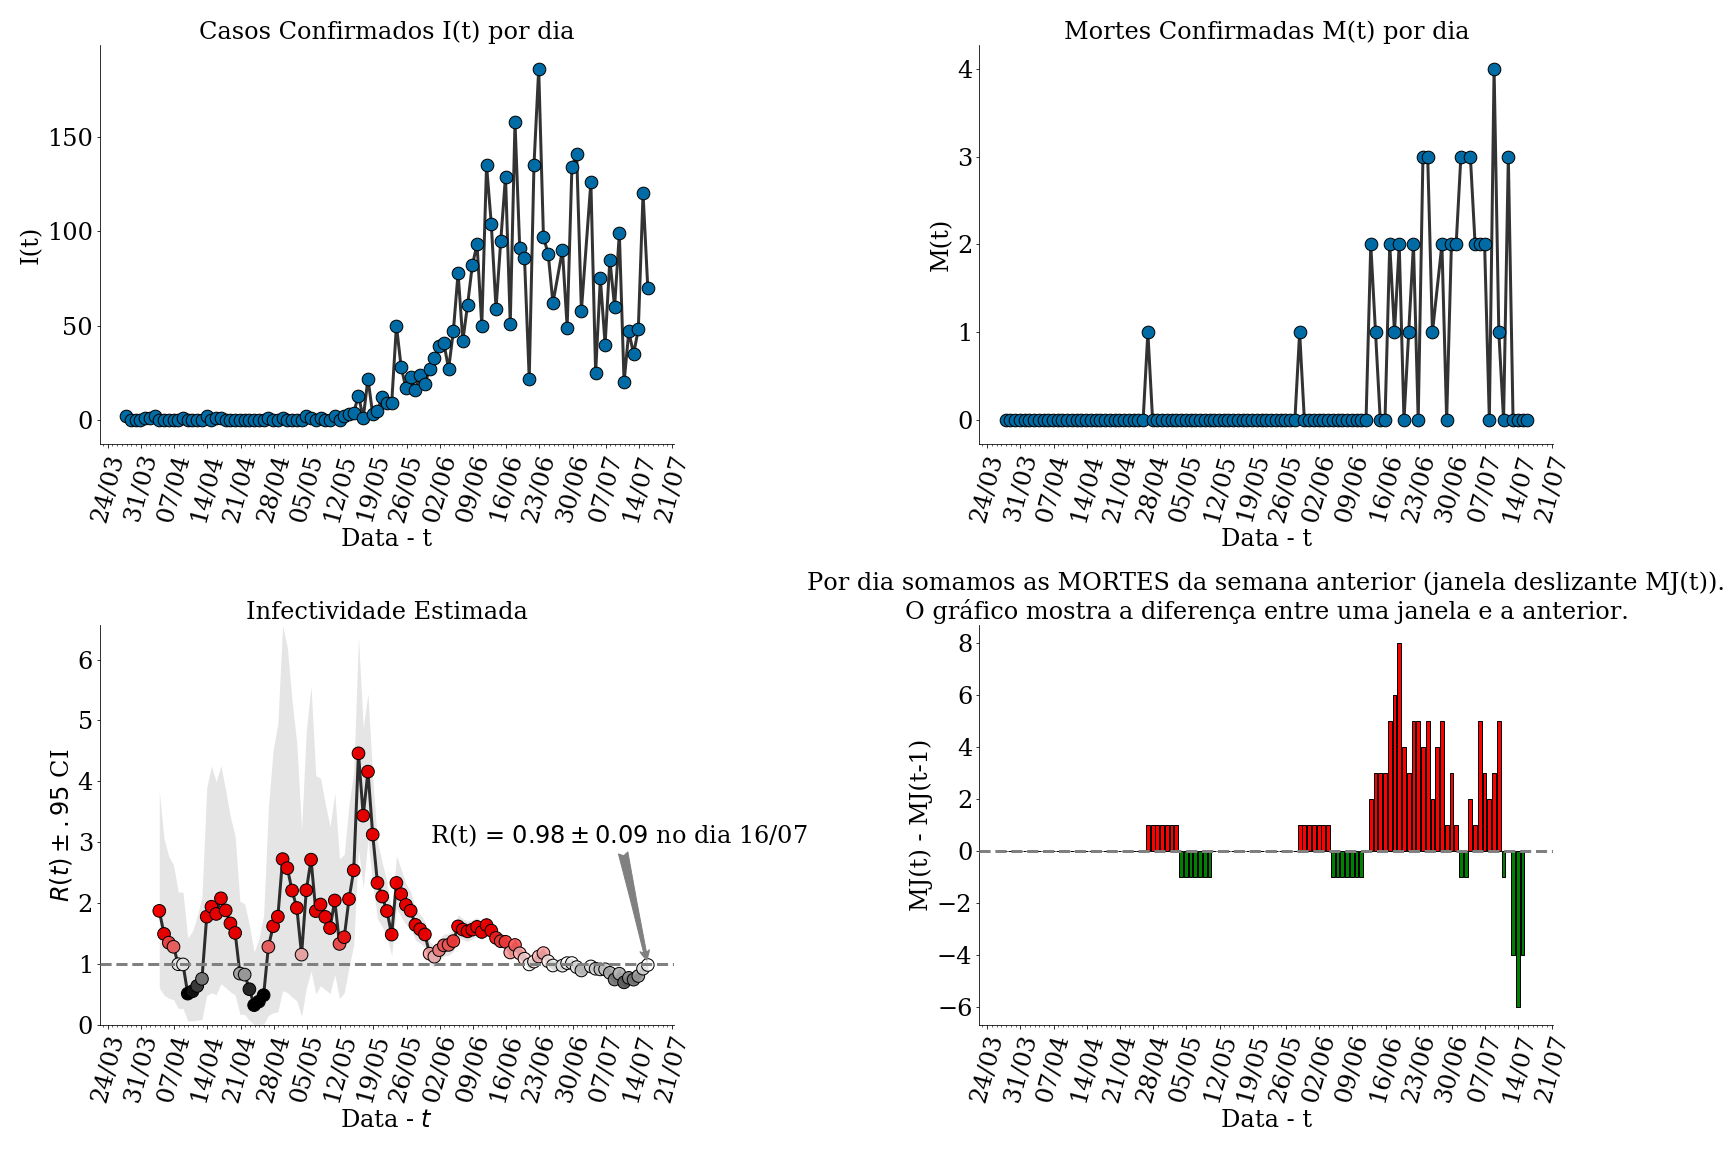 Casos Confirmados I(t) por dia
I(t)
150
100
50
0
24/03 31/03 07/04 14/04 21/04 28/04 05/05 12/05 19/05 26/05 02/06 09/06 16/06 23/06 30/06 07/07 14/07 21/07
Data - t
Mortes Confirmadas M(t) por dia
M(t)
4
3
2
1
0
24/03 31/03 07/04 14/04 21/04 28/04 05/05 12/05 19/05 26/05 02/06 09/06 16/06 23/06 30/06 07/07 14/07 21/07
Data - t
Infectividade Estimada
R(t) ± .95 CI
6
5
4
3
2
1
0
R(t) = 0.98 ± 0.09 no dia 16/07
24/03 31/03 07/04 14/04 21/04 28/04 05/05 12/05 19/05 26/05 02/06 09/06 16/06 23/06 30/06 07/07 14/07 21/07
Data - t
Por dia somamos as MORTES da semana anterior (janela deslizante MJ(t)).
O gráfico mostra a diferença entre uma janela e a anterior.
MJ(t) - MJ(t-1)
8
6
4
2
0
−2
−4
−6
24/03 31/03 07/04 14/04 21/04 28/04 05/05 12/05 19/05 26/05 02/06 09/06 16/06 23/06 30/06 07/07 14/07 21/07
Data - t